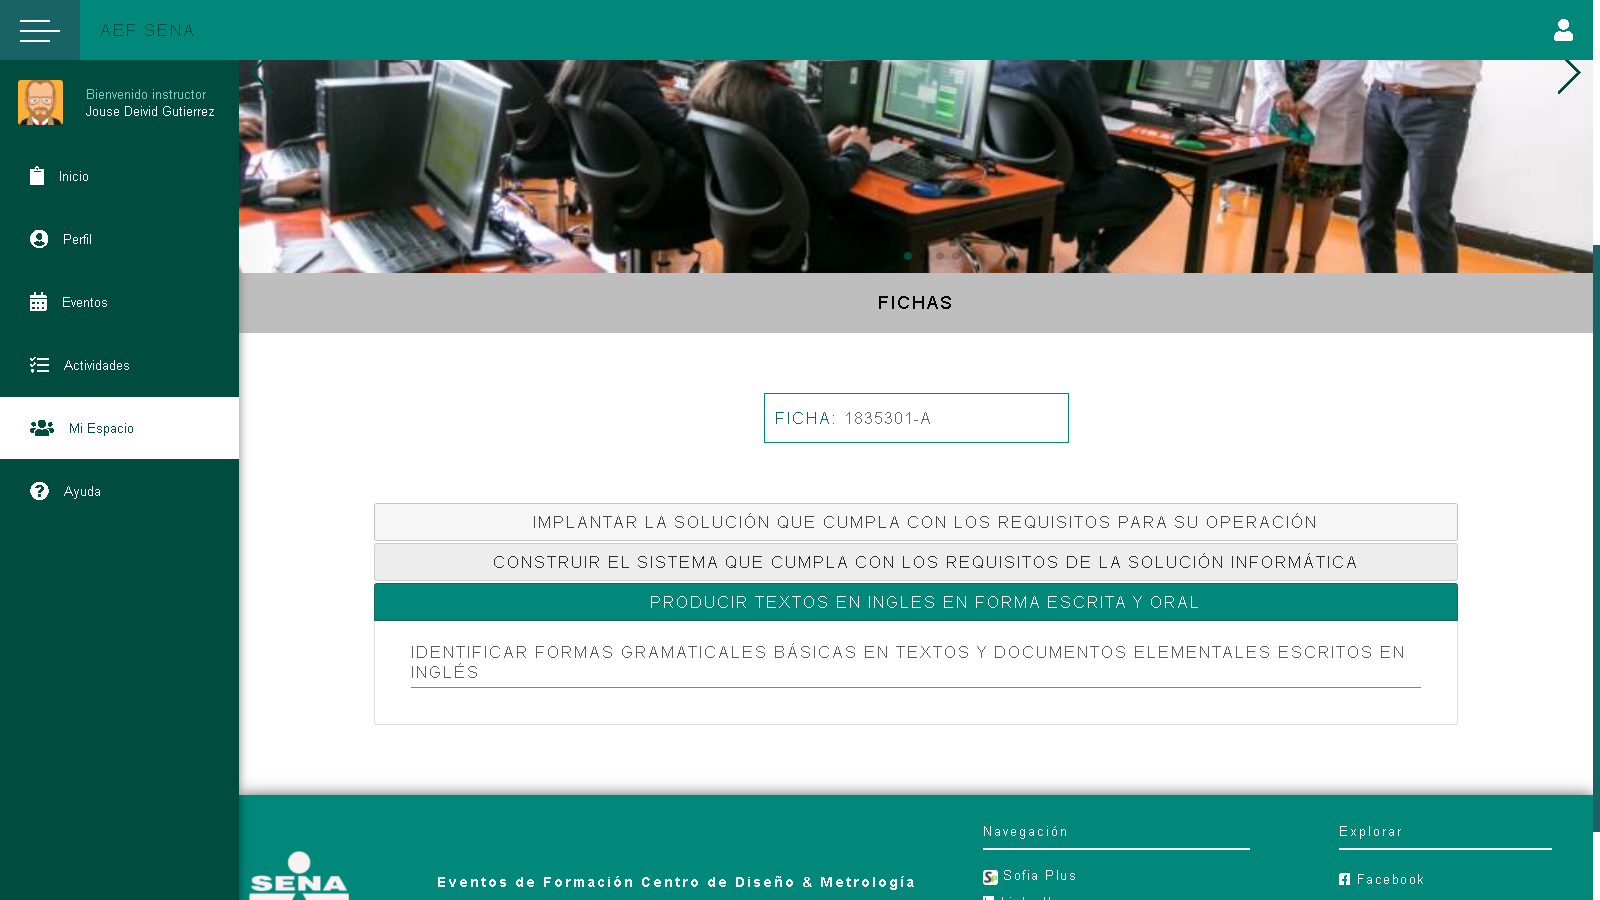 AEF SENA
Bienvenido instructor
Jouse Deivid Gutierrez
Inicio
Perfil
Eventos
Actividades
Mi Espacio
Ayuda
FICHAS
FICHA: 1835301-A
IMPLANTAR LA SOLUCIÓN QUE CUMPLA CON LOS REQUISITOS PARA SU OPERACIÓN
CONSTRUIR EL SISTEMA QUE CUMPLA CON LOS REQUISITOS DE LA SOLUCIÓN INFORMÁTICA
PRODUCIR TEXTOS EN INGLES EN FORMA ESCRITA Y ORAL
IDENTIFICAR FORMAS GRAMATICALES BÁSICAS EN TEXTOS Y DOCUMENTOS ELEMENTALES ESCRITOS EN
INGLÉS
SENA
Eventos de Formación Centro de Diseño & Metrología
Navegación
Sofia Plus
Explorar
Facebook